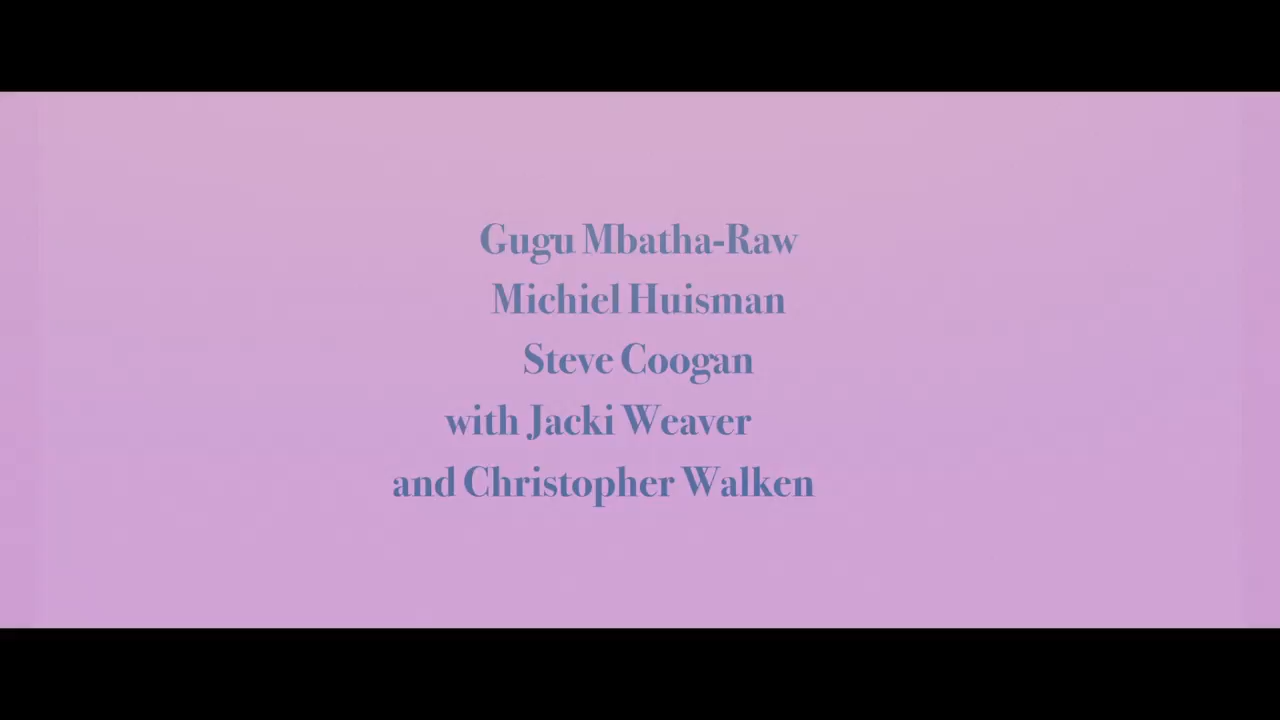 Gugu Mbatha-Raw
Michiel Huisman
Steve Coogan
with Jacki Weaver
and Christopher Walken